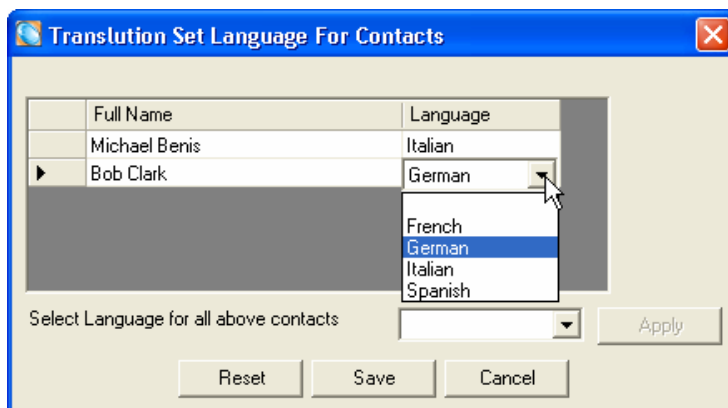 Translution Set Language For Contacts
Full Name Language
Michael Benis Italian
Bob Clark German
French
German
Italian
Spanish
Select Language for all above contacts Apply
Reset Save Cancel